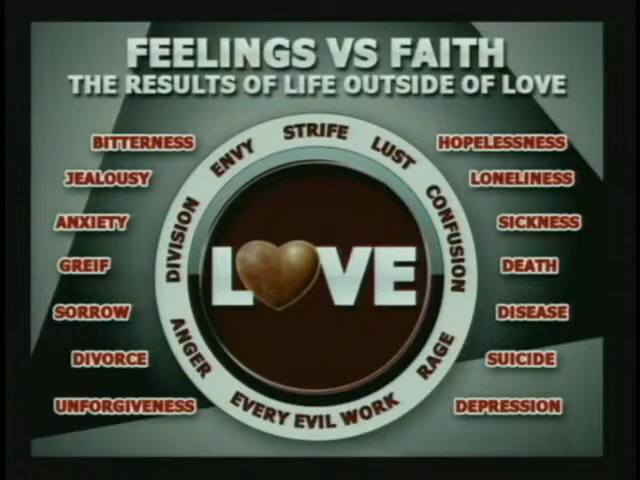 FEELINGS VS FAITH
THE RESULTS OF LIFE OUTSIDE OF LOVE
BITTERNESS
JEALOUSY
ANXIETY
GREIF
SORROW
DIVORCE
UNFORGIVENESS
DIVISION
ENVY
STRIFE
LUST
CONFUSION
RAGE
EVERY EVIL WORK
ANGER
LOVE
HOPELESSNESS
LONELINESS
SICKNESS
DEATH
DISEASE
SUICIDE
DEPRESSION